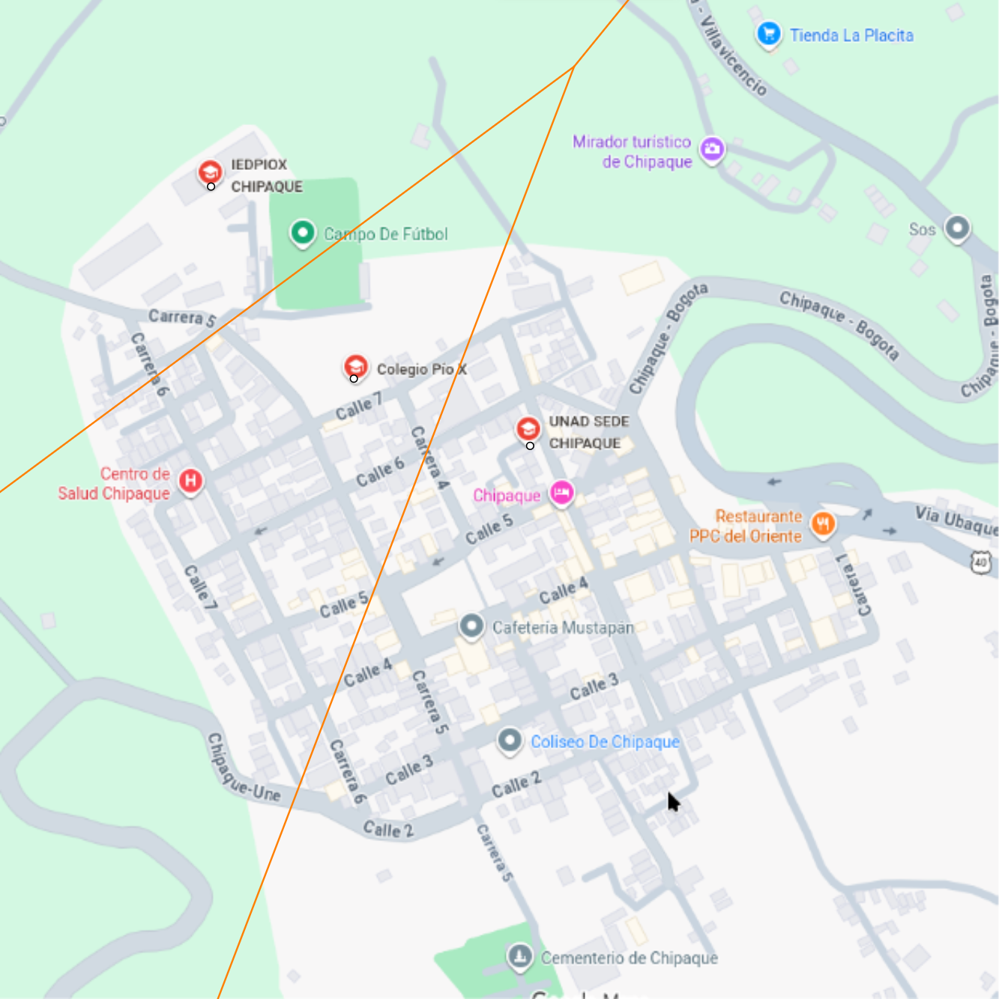 - Villavicencio
Tienda La Placita
Mirador turístico
de Chipaque
IEDPIOX
CHIPAQUE
Campo De Fútbol
Sos
Chipaque - Bogota
Chipaque - Bogota
Chipaque - Bogota
Carrera 5
Carrera 6
Colegio Pio X
Calle 7
UNAD SEDE
CHIPAQUE
Carrera 4
Calle 6
Centro de
Salud Chipaque
H
Chipaque
Calle 5
Restaurante
PPC del Oriente
Via Ubaque
40
Carrera 1
Calle 7
Calle 5
Calle 4
Cafetería Mustapán
Calle 4
Carrera 5
Calle 3
Coliseo De Chipaque
Chipaque-Une
Carrera 6
Calle 3
Calle 2
Calle 2
Carrera 5
Cementerio de Chipaque